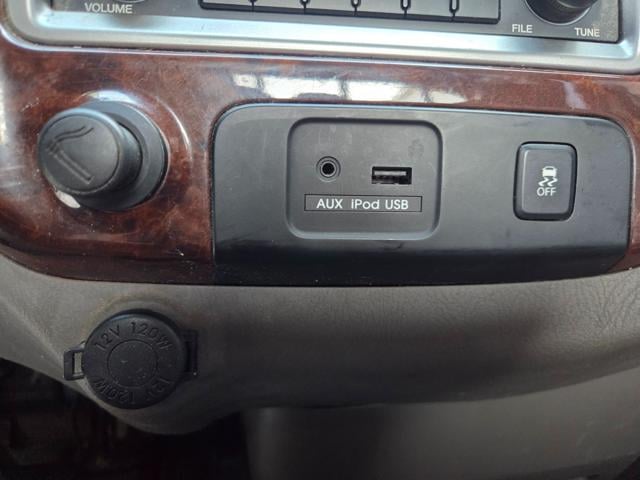 VOLUME
FILE
TUNE
AUX iPod USB
OFF
12V 120W
12V 120W